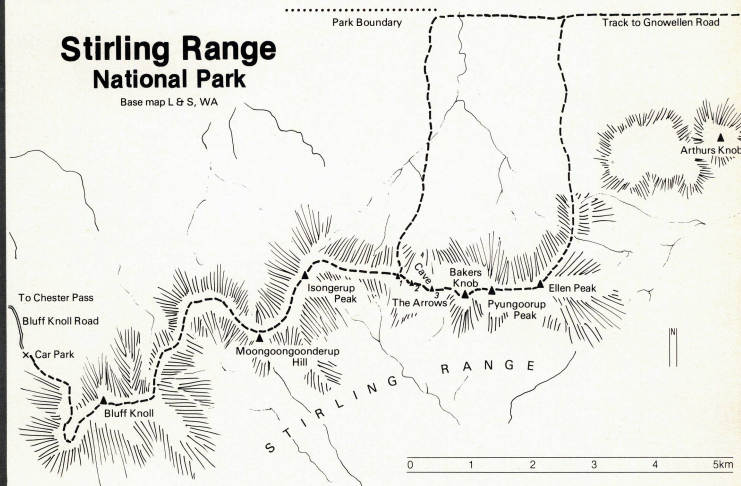 Stirling Range
National Park
Base map L & S, WA
Park Boundary
Track to Gnowellen Road
Arthurs Knob
Cave
1
2
3
Bakers
Knob
Isongerup
Peak
The Arrows
Ellen Peak
Pyungoorup
Peak
To Chester Pass
Bluff Knoll Road
× Car Park
Moongoongoonderup
Hill
Bluff Knoll
STIRLING RANGE
N
0 1 2 3 4 5km